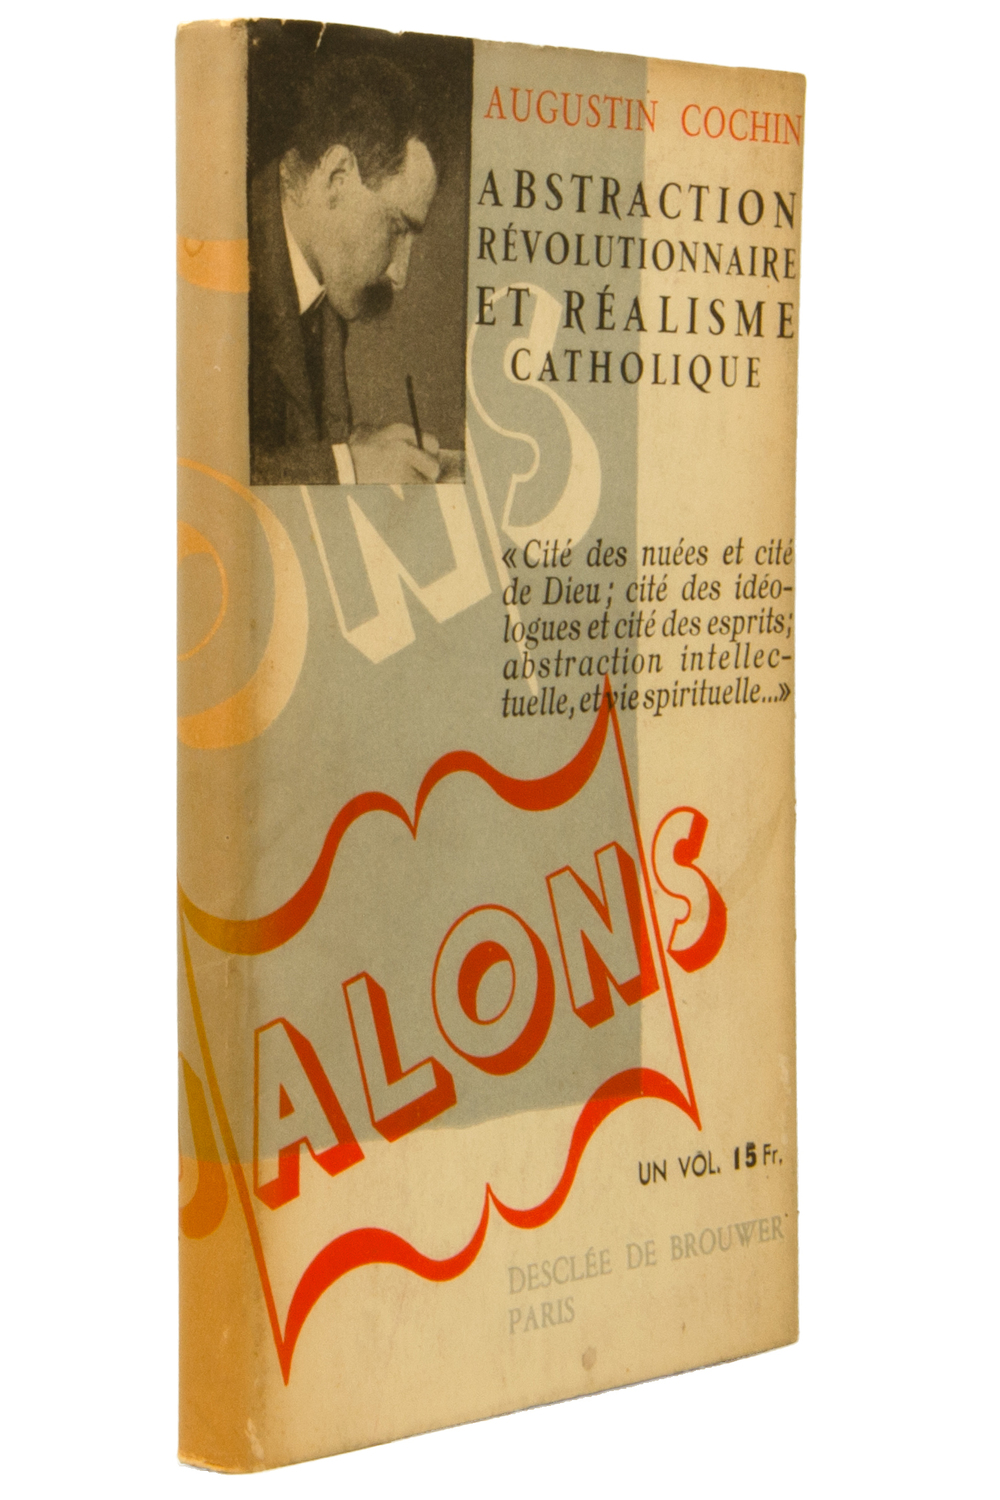 AUGUSTIN COCHIN
ABSTRACTION
RÉVOLUTIONNAIRE
ET RÉALISME
CATHOLIQUE
ONS
« Cité des nuées et cité
de Dieu ; cité des idéo-
logues et cité des esprits;
abstraction intellec-
tuelle, et vie spirituelle...»
JALONS
UN VOL. 15 Fr.
DESCLÉE DE BROUWER
PARIS